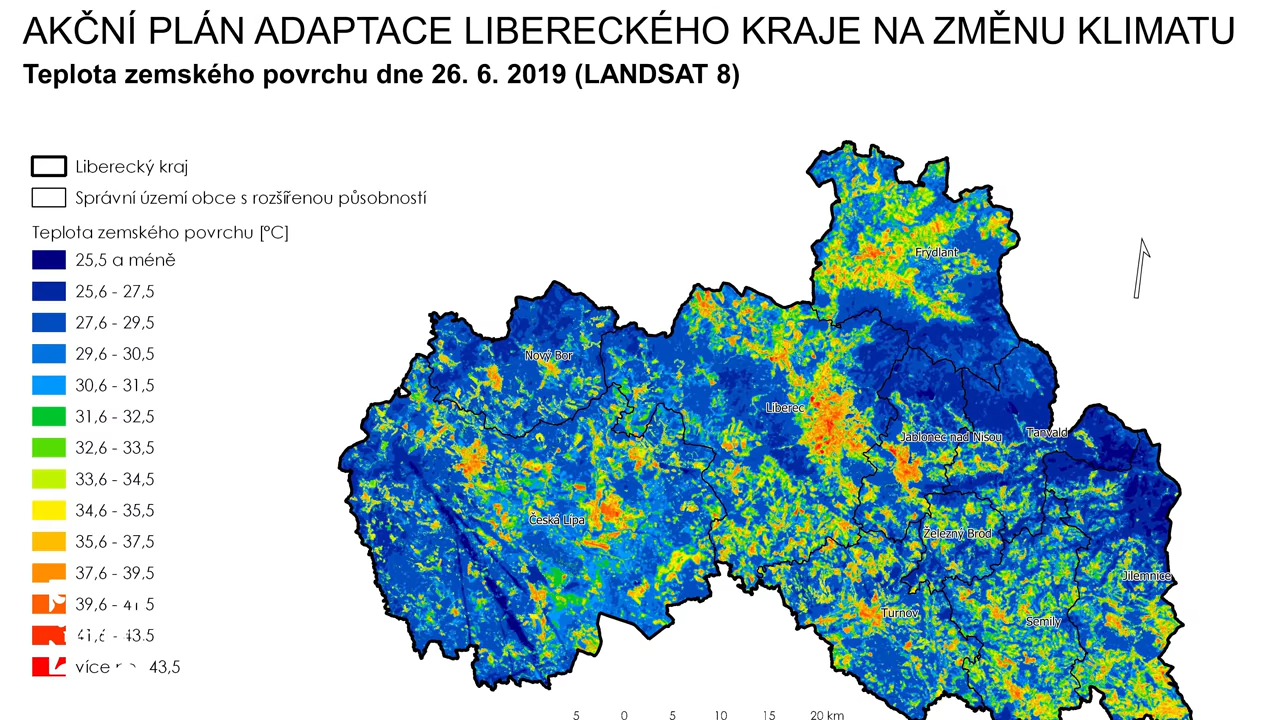 AKČNÍ PLÁN ADAPTACE LIBERECKÉHO KRAJE NA ZMĚNU KLIMATU
Teplota zemského povrchu dne 26. 6. 2019 (LANDSAT 8)
Liberecký kraj
Správní území obce s rozšířenou působností
Teplota zemského povrchu [°C]
25,5 a méně
25,6 - 27,5
27,6 - 29,5
29,6 - 30,5
30,6 - 31,5
31,6 - 32,5
32,6 - 33,5
33,6 - 34,5
34,6 - 35,5
35,6 - 37,5
37,6 - 39,5
39,6 - 41,5
41,6 - 43,5
více 43,5
Frýdlant
Nový Bor
Liberec
Jablonec nad Nisou
Tanvald
Česká Lípa
Železný Brod
Jilemnice
Turnov
Semily
5 0 5 10 15 20 km